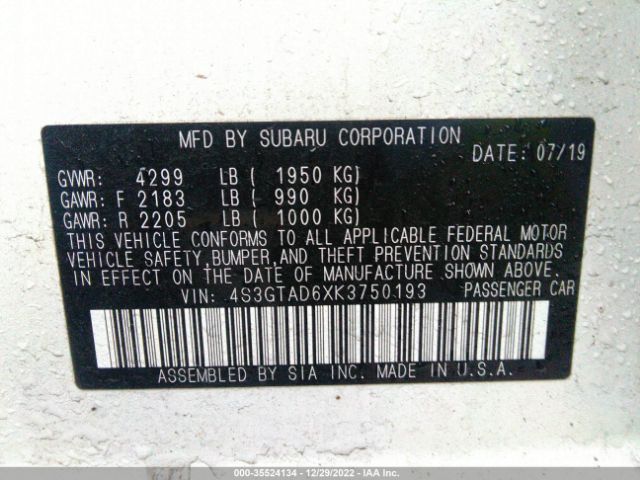 MFD BY SUBARU CORPORATION
DATE: 07/19
GVWR: 4299 LB ( 1950 KG)
GAWR: F 2183 LB ( 990 KG)
GAWR: R 2205 LB ( 1000 KG)
THIS VEHICLE CONFORMS TO ALL APPLICABLE FEDERAL MOTOR
VEHICLE SAFETY, BUMPER, AND THEFT PREVENTION STANDARDS
IN EFFECT ON THE DATE OF MANUFACTURE SHOWN ABOVE.
VIN: 4S3GTAD6XK3750193 PASSENGER CAR
ASSEMBLED BY SIA INC. MADE IN U.S.A.
000-35524134 - 12/29/2022 - IAA Inc.